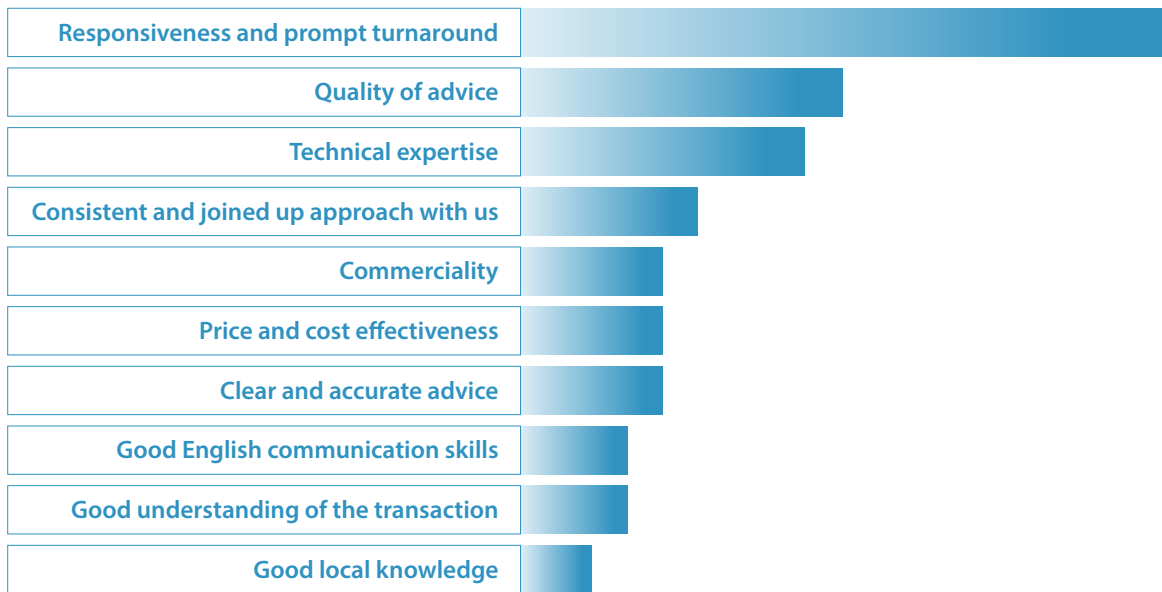 Responsiveness and prompt turnaround
Quality of advice
Technical expertise
Consistent and joined up approach with us
Commerciality
Price and cost effectiveness
Clear and accurate advice
Good English communication skills
Good understanding of the transaction
Good local knowledge